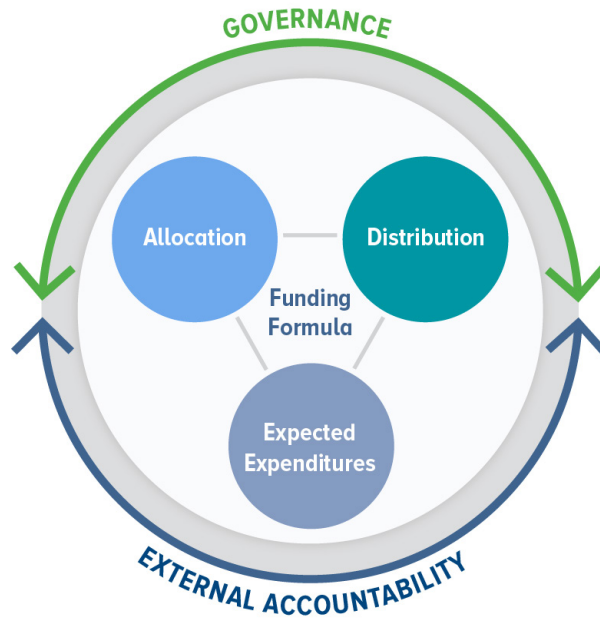 GOVERNANCE
Allocation
Distribution
Funding
Formula
Expected
Expenditures
EXTERNAL ACCOUNTABILITY